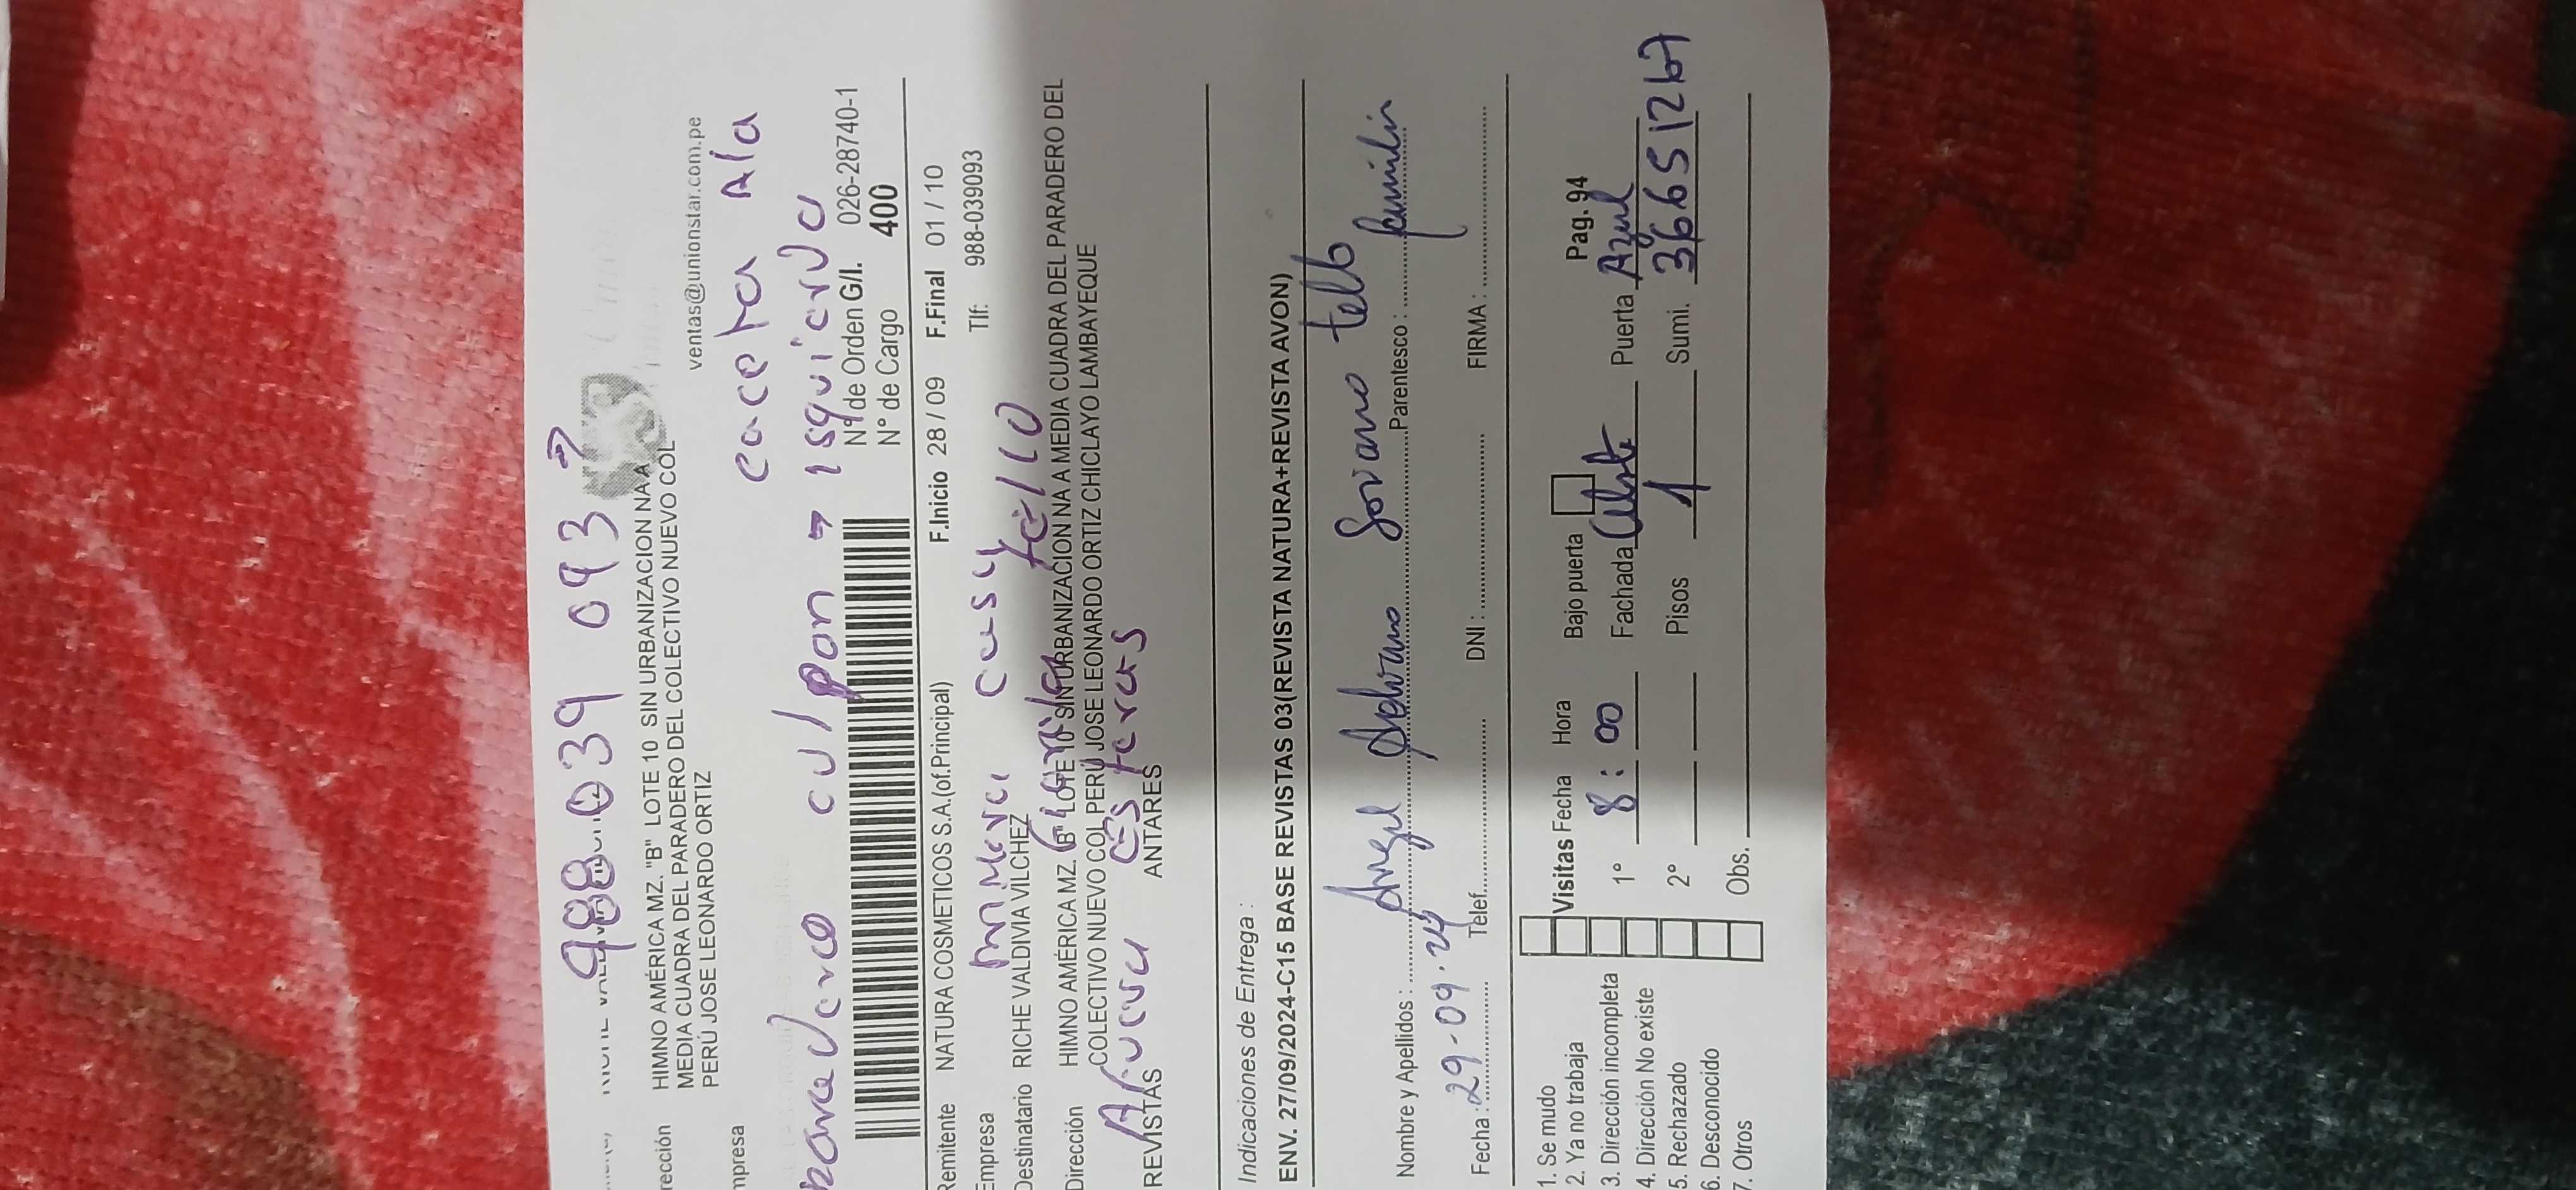 988 039 093 →
HIMNO AMÉRICA MZ. "B" LOTE 10 SIN URBANIZACION NA A
MEDIA CUADRA DEL PARADERO DEL COLECTIVO NUEVO COL
PERÚ JOSE LEONARDO ORTIZ
rección
mpresa
ventas@unionstar.com.pe
culpon →
N° de Orden G/I. 026-28740-1
N° de Cargo 400
Remitente NATURA COSMETICOS S.A.(of.Principal) F.Inicio 28 / 09 F.Final 01 / 10
Empresa Tlf: 988-039093
Destinatario RICHE VALDIVIA VILCHEZ
Dirección HIMNO AMÉRICA MZ. "B" LOTE 10 SIN URBANIZACION NA A MEDIA CUADRA DEL PARADERO DEL
COLECTIVO NUEVO COL PERÚ JOSE LEONARDO ORTIZ CHICLAYO LAMBAYEQUE
REVISTAS ANTARES
Indicaciones de Entrega :
ENV. 27/09/2024-C15 BASE REVISTAS 03(REVISTA NATURA+REVISTA AVON)
Nombre y Apellidos : Angel Soriano tello Parentesco : familia
Fecha : 29-09-24 Telef. DNI : FIRMA :
1. Se mudo
2. Ya no trabaja
3. Dirección incompleta
4. Dirección No existe
5. Rechazado
6. Desconocido
7. Otros
Visitas Fecha Hora Bajo puerta Pag. 94
1° 8:00 Fachada Puerta Azul
2° Pisos 1 Sumi. 36651267
Obs.